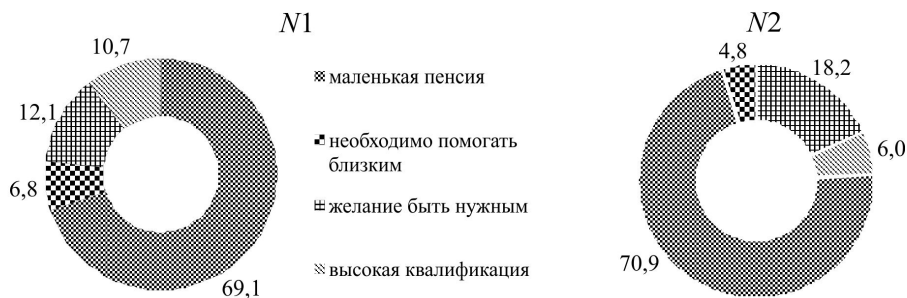 N1
N2
10,7
12,1
6,8
69,1
маленькая пенсия
необходимо помогать
близким
желание быть нужным
высокая квалификация
4,8
18,2
6,0
70,9